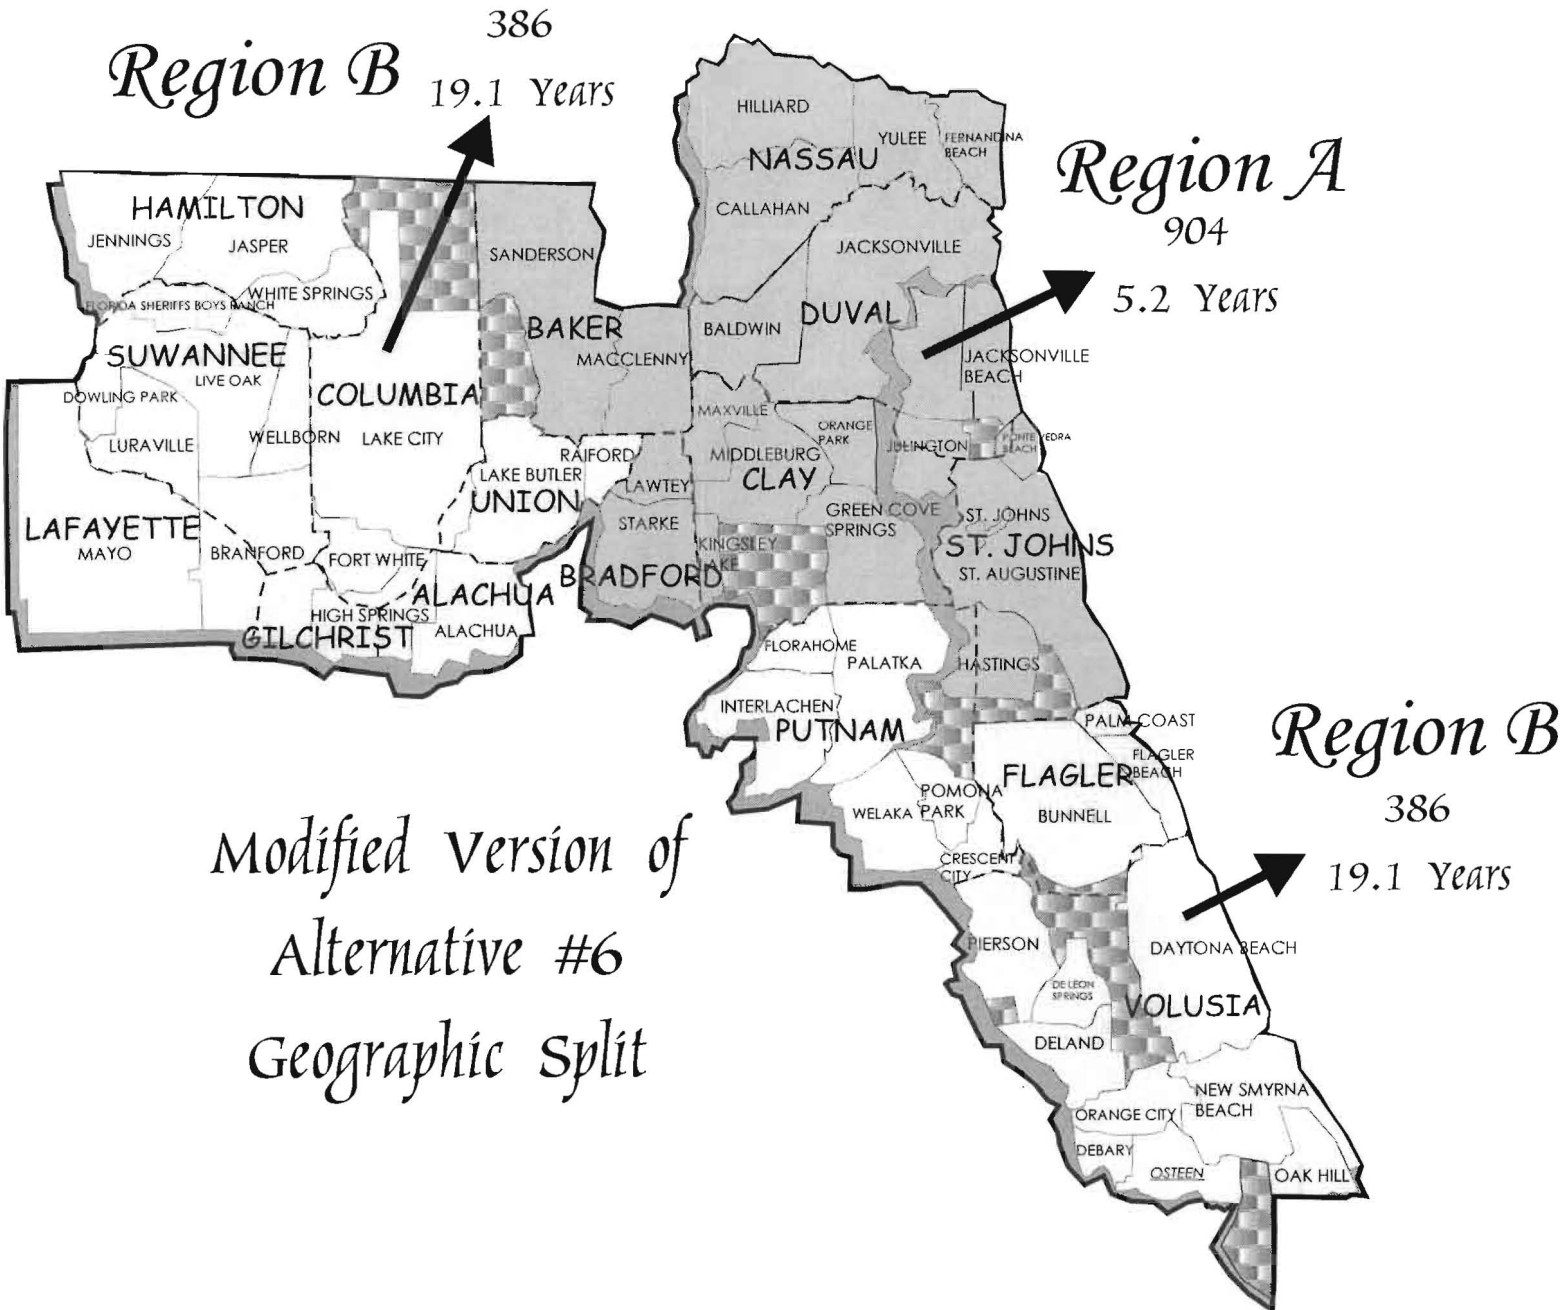 386
Region B
19.1 Years
HILLIARD
YULEE
FERNANDINA
BEACH
NASSAU
CALLAHAN
Region A
904
5.2 Years
HAMILTON
JENNINGS
JASPER
WHITE SPRINGS
FLORIDA SHERIFFS BOYS RANCH
SANDERSON
JACKSONVILLE
BAKER
MACCLENNY
BALDWIN
DUVAL
JACKSONVILLE
BEACH
SUWANNEE
LIVE OAK
DOWLING PARK
LURAVILLE
WELLBORN
COLUMBIA
LAKE CITY
MAXVILLE
ORANGE
PARK
JULINGTON
PONTE VEDRA
BEACH
RAIFORD
LAKE BUTLER
UNION
LAWTEY
MIDDLEBURG
CLAY
STARKE
GREEN COVE
SPRINGS
ST. JOHNS
ST. JOHNS
ST. AUGUSTINE
LAFAYETTE
MAYO
BRANFORD
FORT WHITE
KINGSLEY
LAKE
BRADFORD
ALACHUA
HIGH SPRINGS
GILCHRIST
ALACHUA
FLORAHOME
PALATKA
HASTINGS
INTERLACHEN
PUTNAM
PALM COAST
FLAGLER
BEACH
FLAGLER
BUNNELL
Region B
386
19.1 Years
POMONA
PARK
WELAKA
CRESCENT
CITY
Modified Version of
Alternative #6
Geographic Split
PIERSON
DAYTONA BEACH
DE LEON
SPRINGS
VOLUSIA
DELAND
NEW SMYRNA
BEACH
ORANGE CITY
DEBARY
OSTEEN
OAK HILL